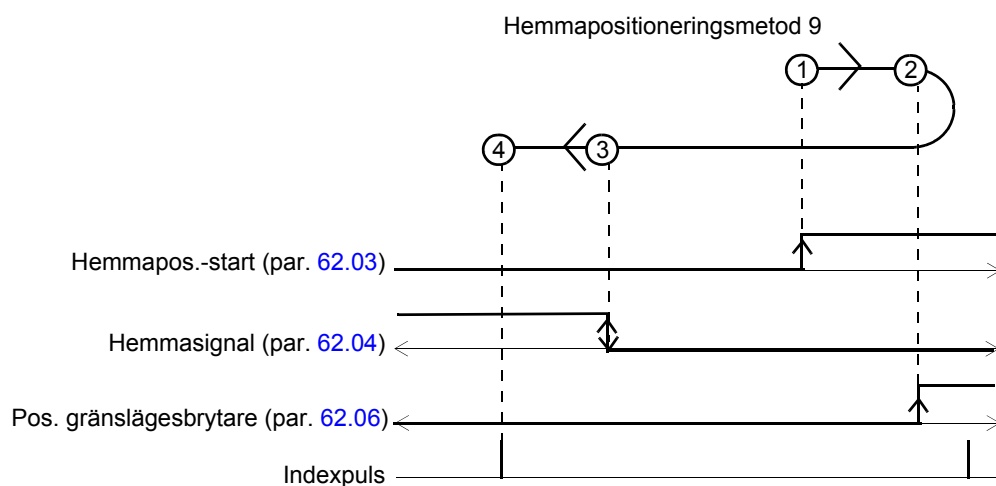 Hemmapositioneringsmetod 9
1
2
4
3
Hemmapos.-start (par. 62.03)
Hemmasignal (par. 62.04)
Pos. gränslägesbrytare (par. 62.06)
Indexpuls